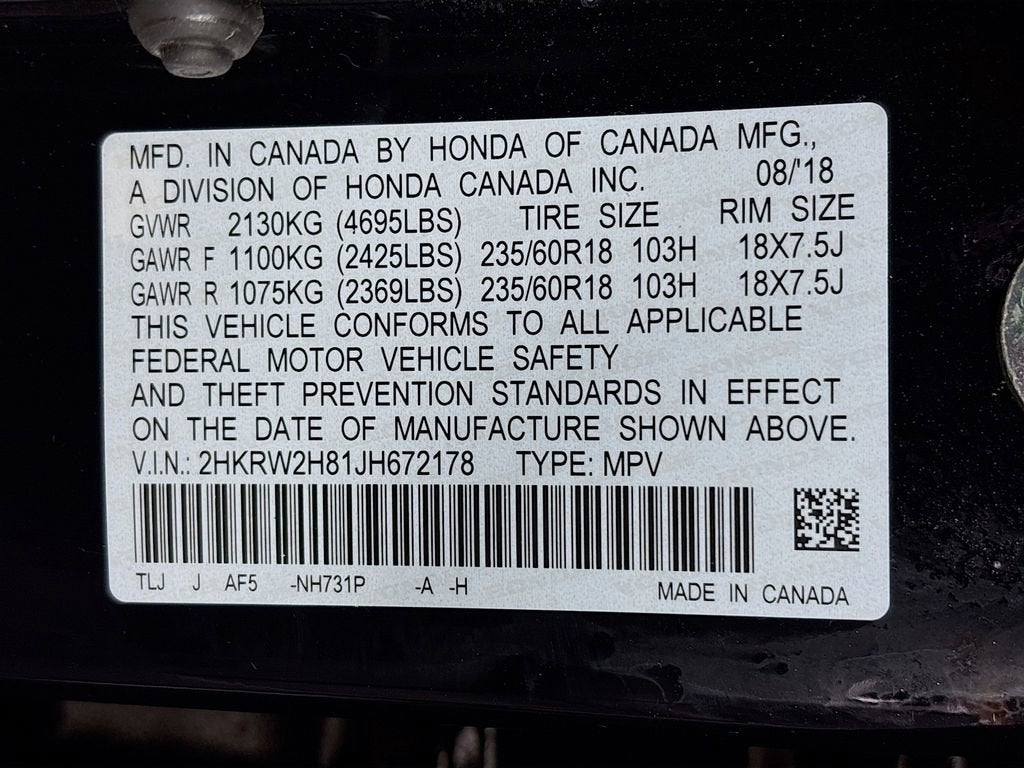 MFD. IN CANADA BY HONDA OF CANADA MFG.,
A DIVISION OF HONDA CANADA INC. 08/'18
GVWR 2130KG (4695LBS) TIRE SIZE RIM SIZE
GAWR F 1100KG (2425LBS) 235/60R18 103H 18X7.5J
GAWR R 1075KG (2369LBS) 235/60R18 103H 18X7.5J
THIS VEHICLE CONFORMS TO ALL APPLICABLE
FEDERAL MOTOR VEHICLE SAFETY
AND THEFT PREVENTION STANDARDS IN EFFECT
ON THE DATE OF MANUFACTURE SHOWN ABOVE.
V.I.N.: 2HKRW2H81JH672178 TYPE: MPV
TLJ J AF5 -NH731P -A -H MADE IN CANADA